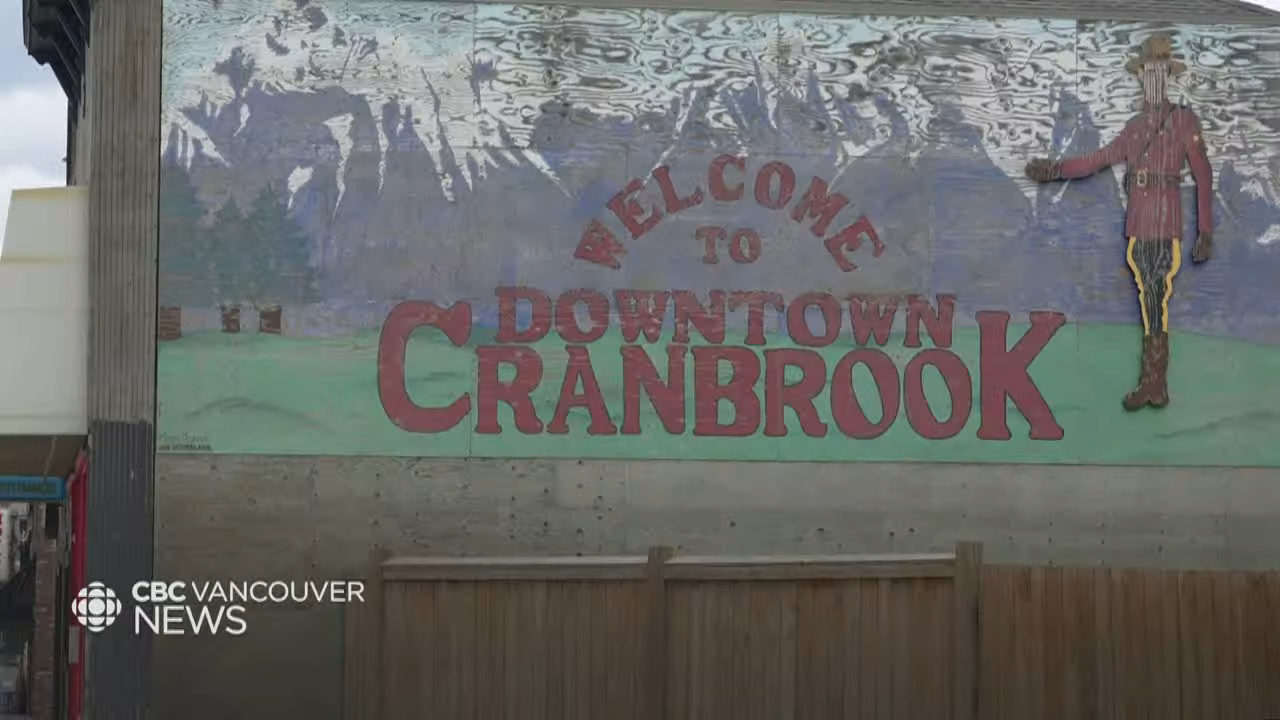 WELCOME
TO
DOWNTOWN
CRANBROOK
CBC VANCOUVER
NEWS